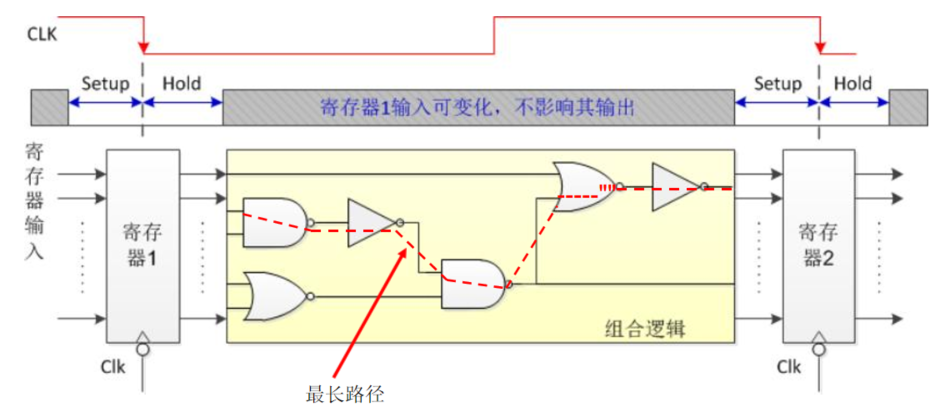 CLK
Setup
Hold
Setup
Hold
寄存器1输入可变化，不影响其输出
寄存器输入
寄存
器1
寄存
器2
组合逻辑
Clk
Clk
最长路径